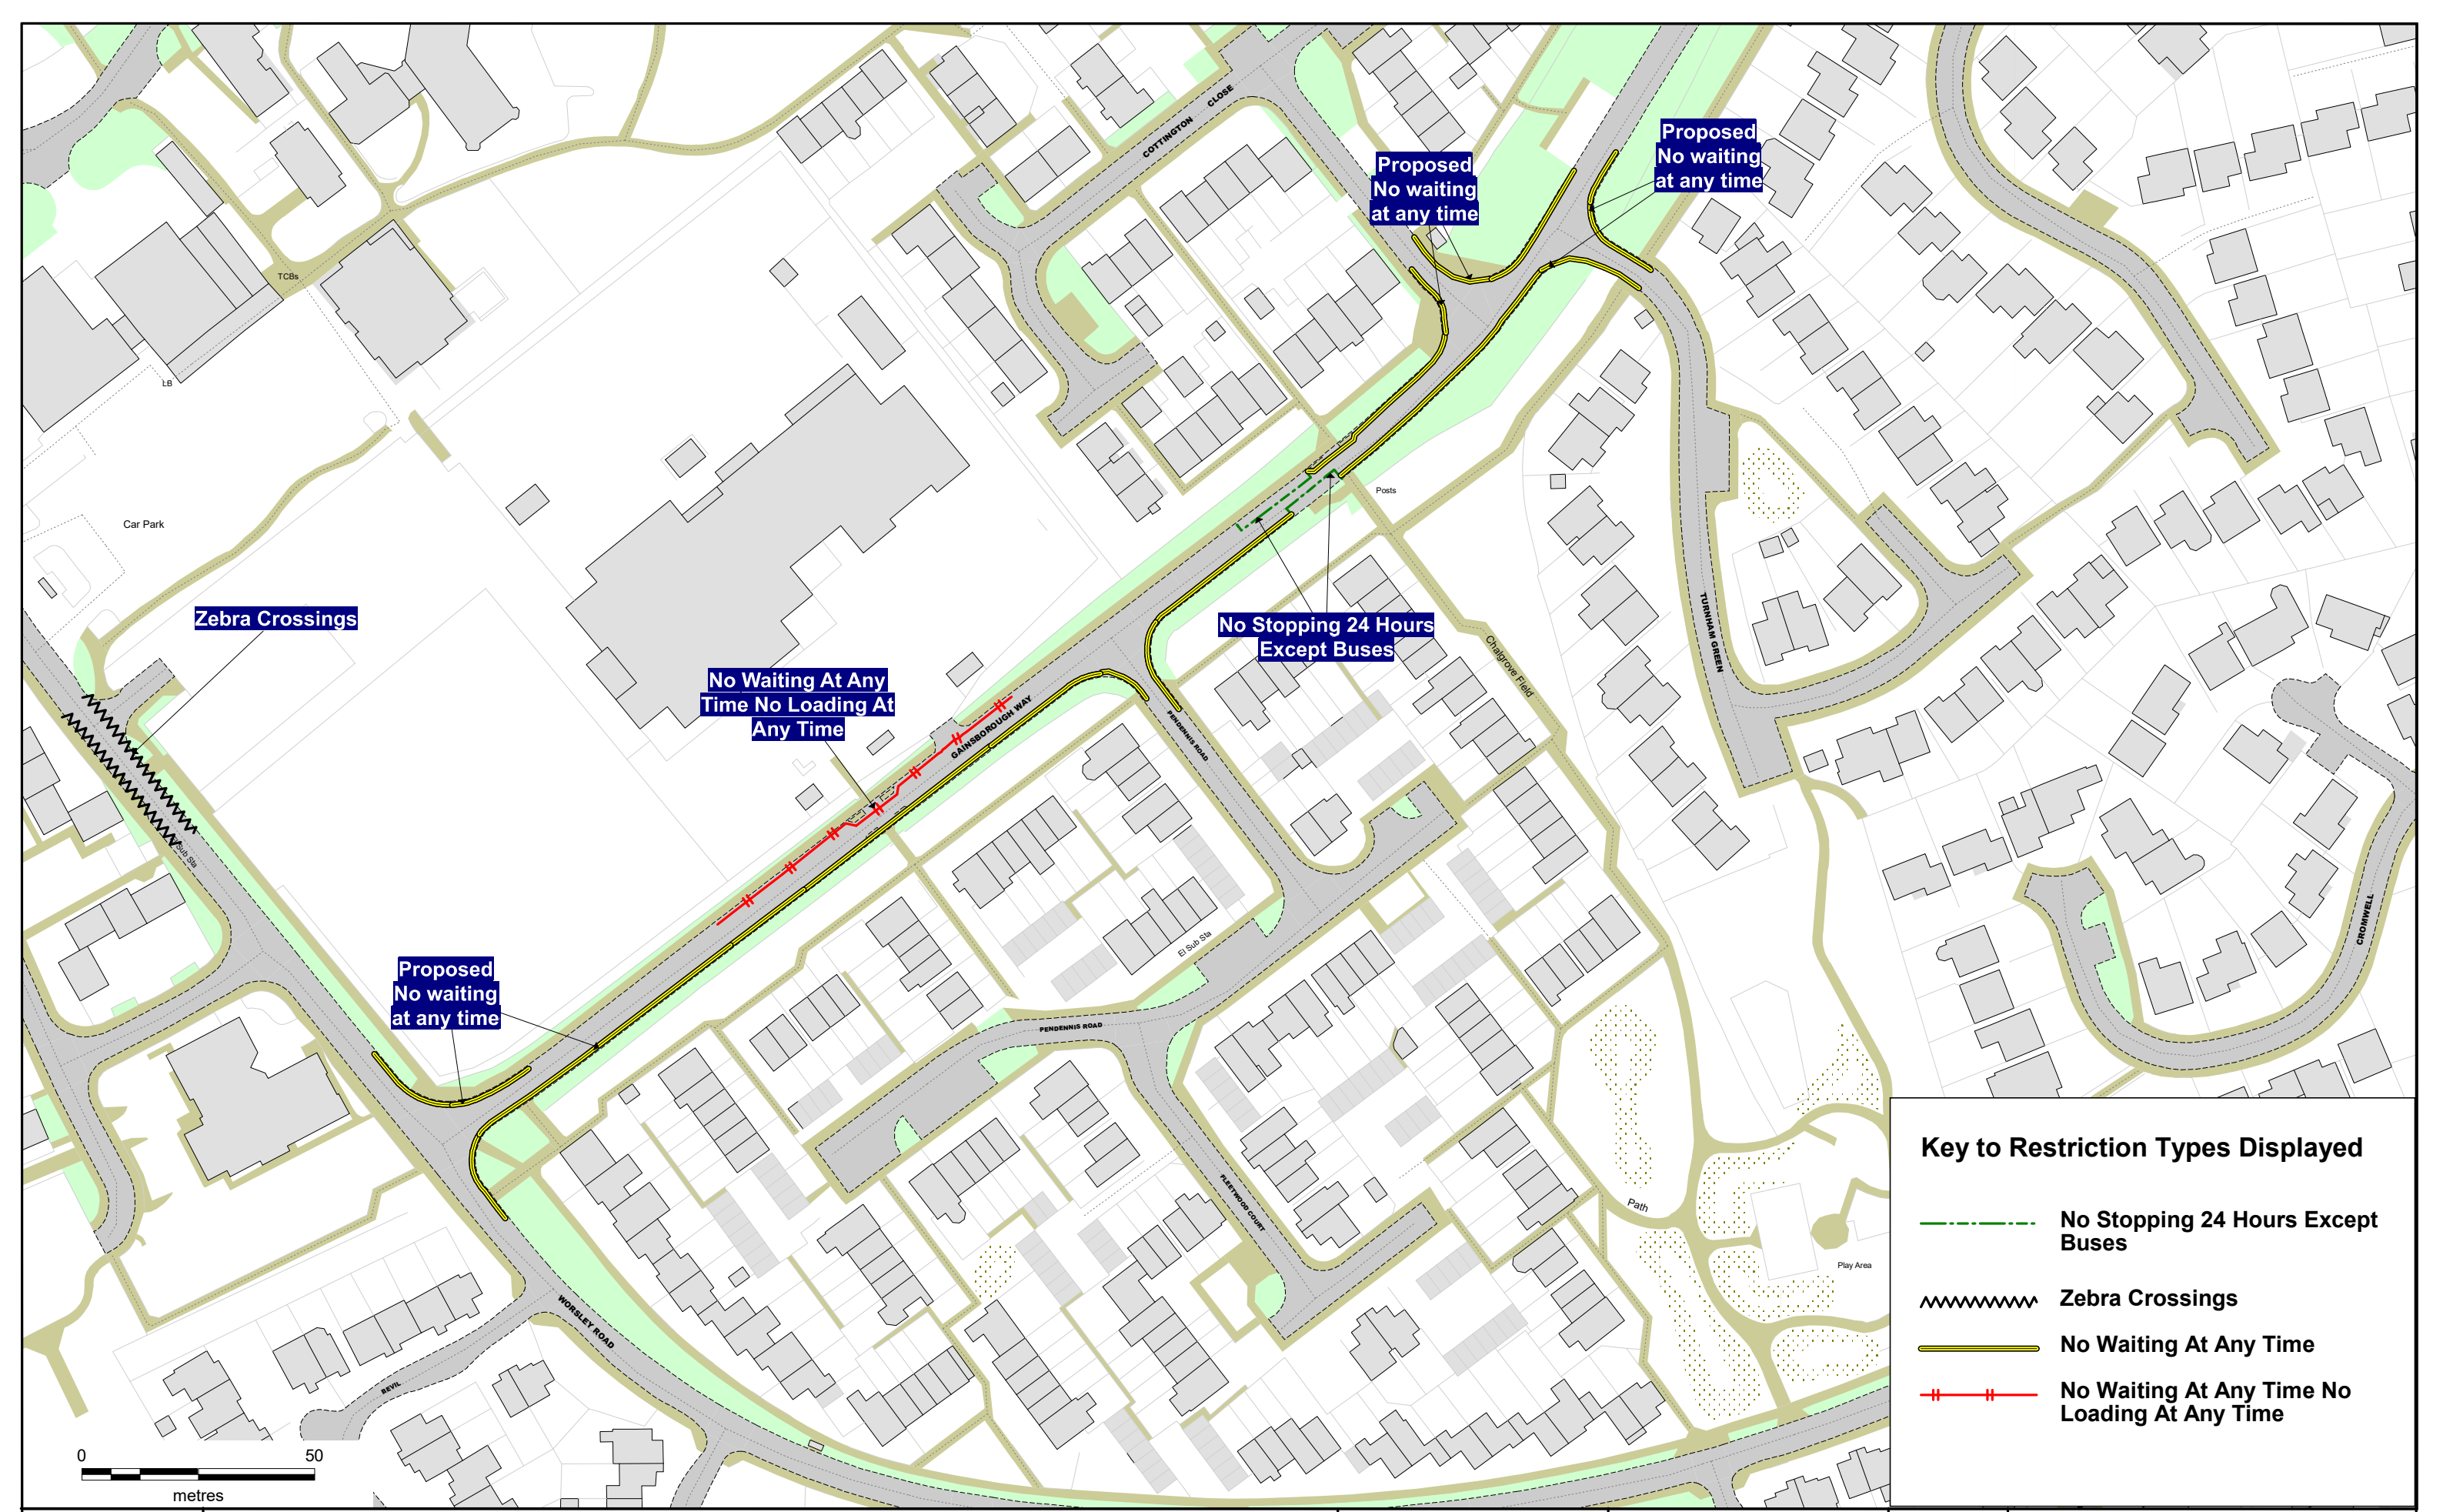 COTTINGTON CLOSE
Proposed
No waiting
at any time
Proposed
No waiting
at any time
TCBs
LB
Posts
Car Park
Zebra Crossings
No Stopping 24 Hours
Except Buses
Chalgrove Field
TURNHAM GREEN
No Waiting At Any
Time No Loading At
Any Time
GAINSBOROUGH WAY
PENDENNIS ROAD
Sub Sta
El Sub Sta
CROMWELL
Proposed
No waiting
at any time
PENDENNIS ROAD
FLEETWOOD COURT
Path
Play Area
WORSLEY ROAD
BEVIL
0 50
metres
Key to Restriction Types Displayed
No Stopping 24 Hours Except
Buses
Zebra Crossings
No Waiting At Any Time
No Waiting At Any Time No
Loading At Any Time